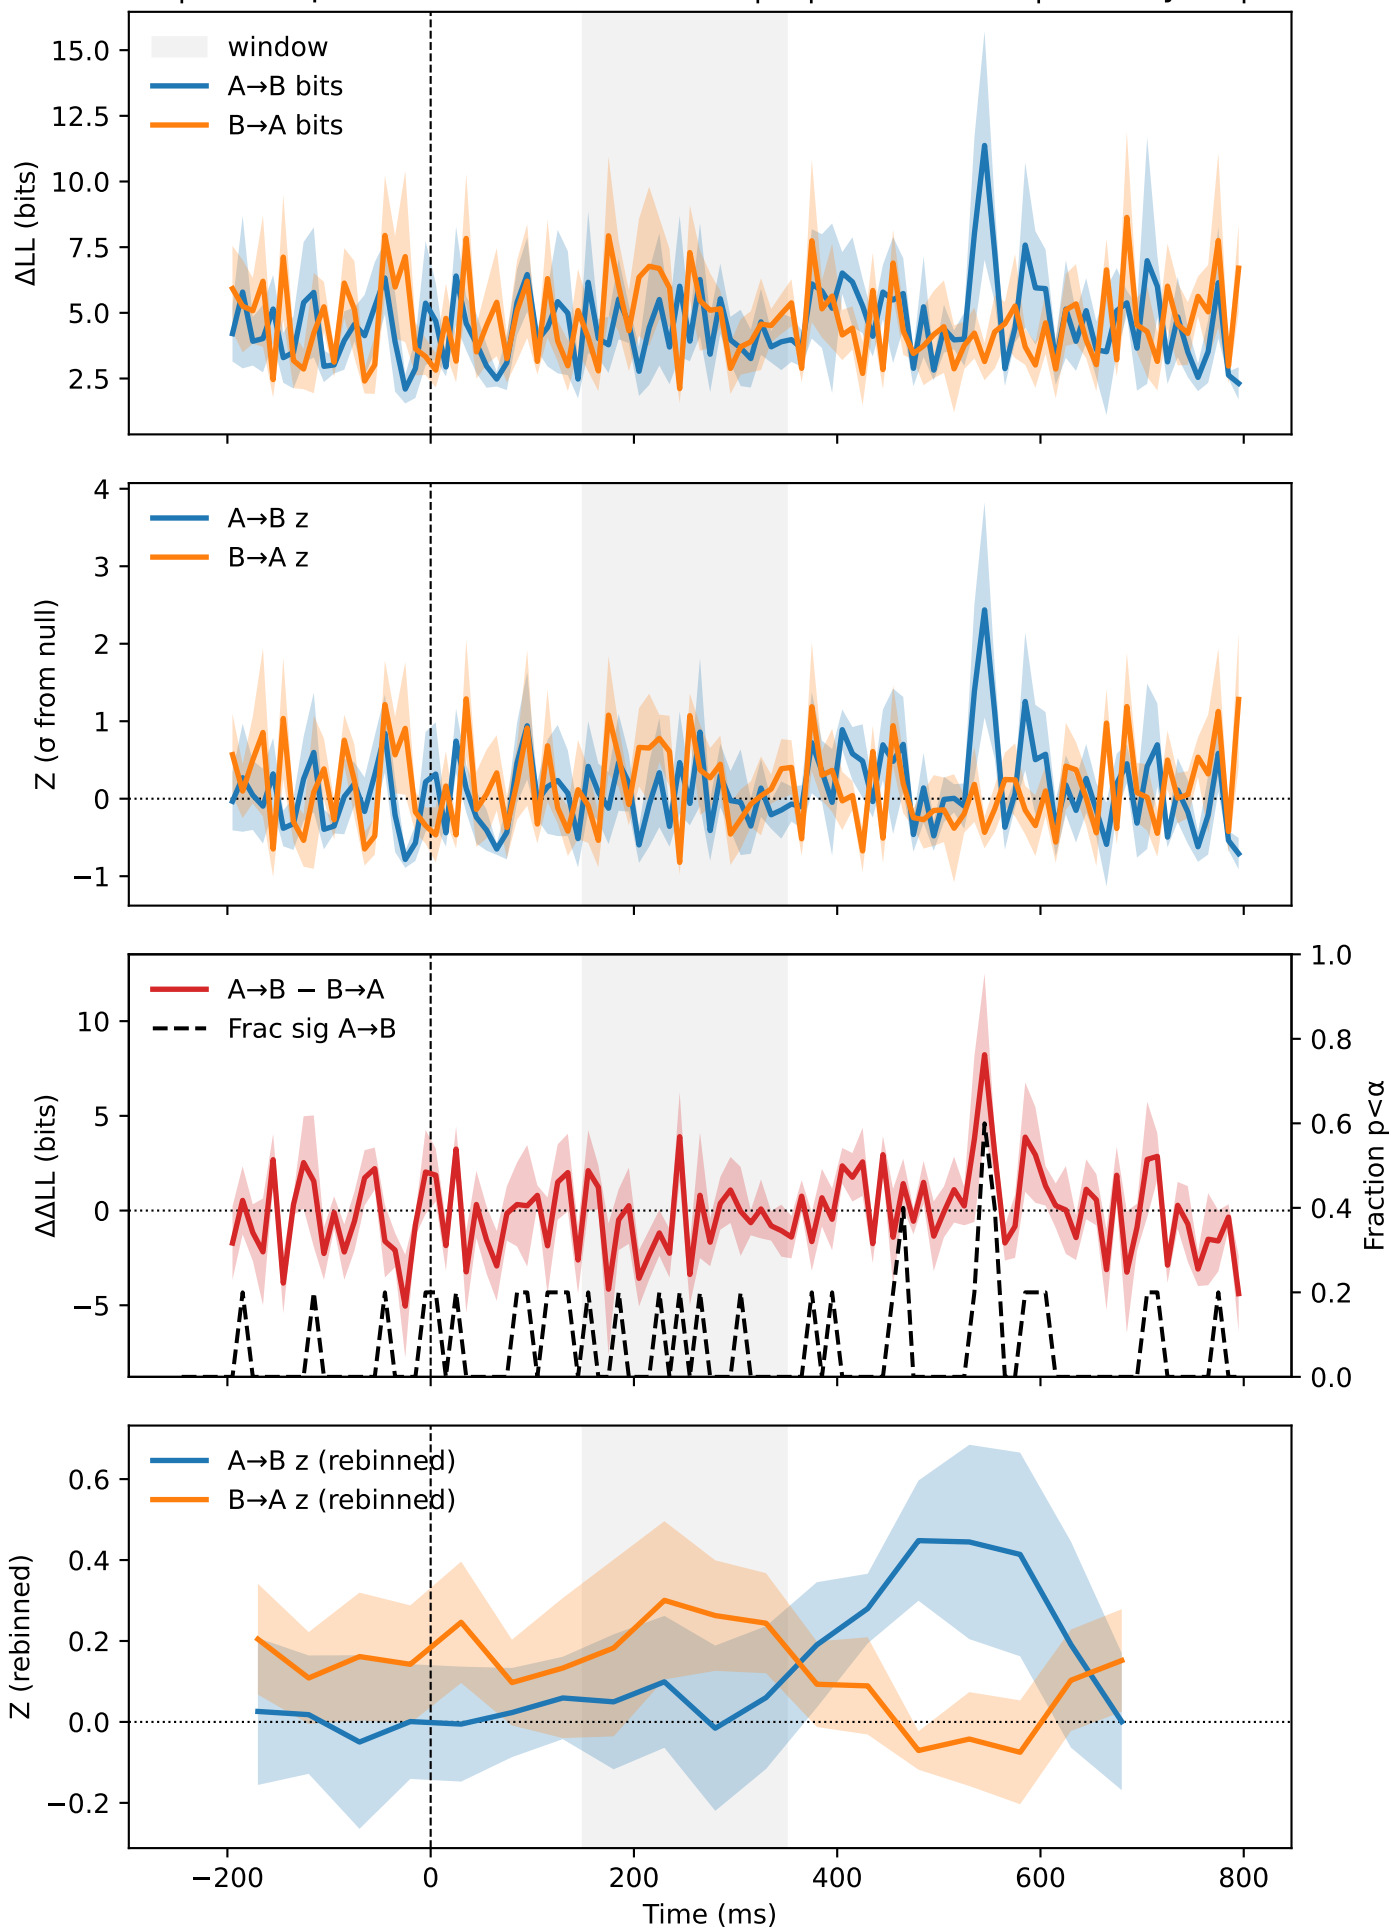 15.0
12.5
10.0
7.5
5.0
2.5
ΔLL (bits)
window
A→B bits
B→A bits
4
3
2
1
0
−1
Z (σ from null)
A→B z
B→A z
10
5
0
−5
ΔΔLL (bits)
A→B − B→A
Frac sig A→B
1.0
0.8
0.6
0.4
0.2
0.0
Fraction p<α
0.6
0.4
0.2
0.0
−0.2
Z (rebinned)
A→B z (rebinned)
B→A z (rebinned)
−200
0
200
400
600
800
Time (ms)